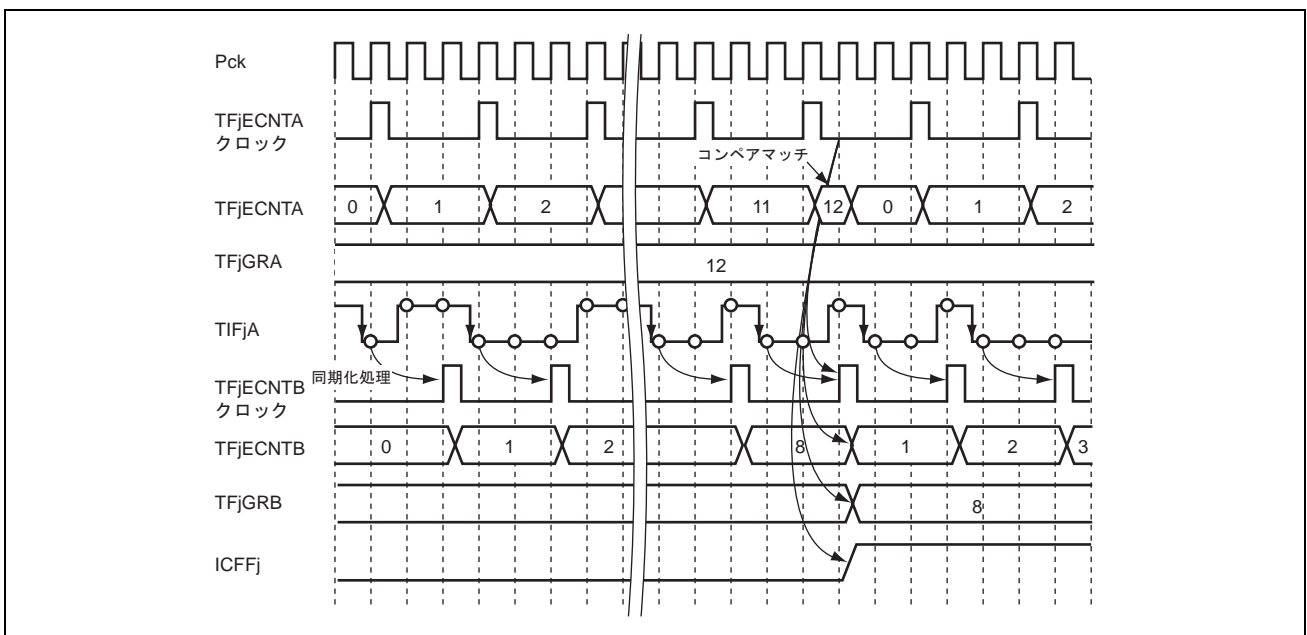 Pck
TFjECNTA
クロック
コンペアマッチ
TFjECNTA
0 1 2 11 12 0 1 2
TFjGRA
12
TIFjA
同期化処理
TFjECNTB
クロック
TFjECNTB
0 1 2 8 1 2 3
TFjGRB
8
ICFFj